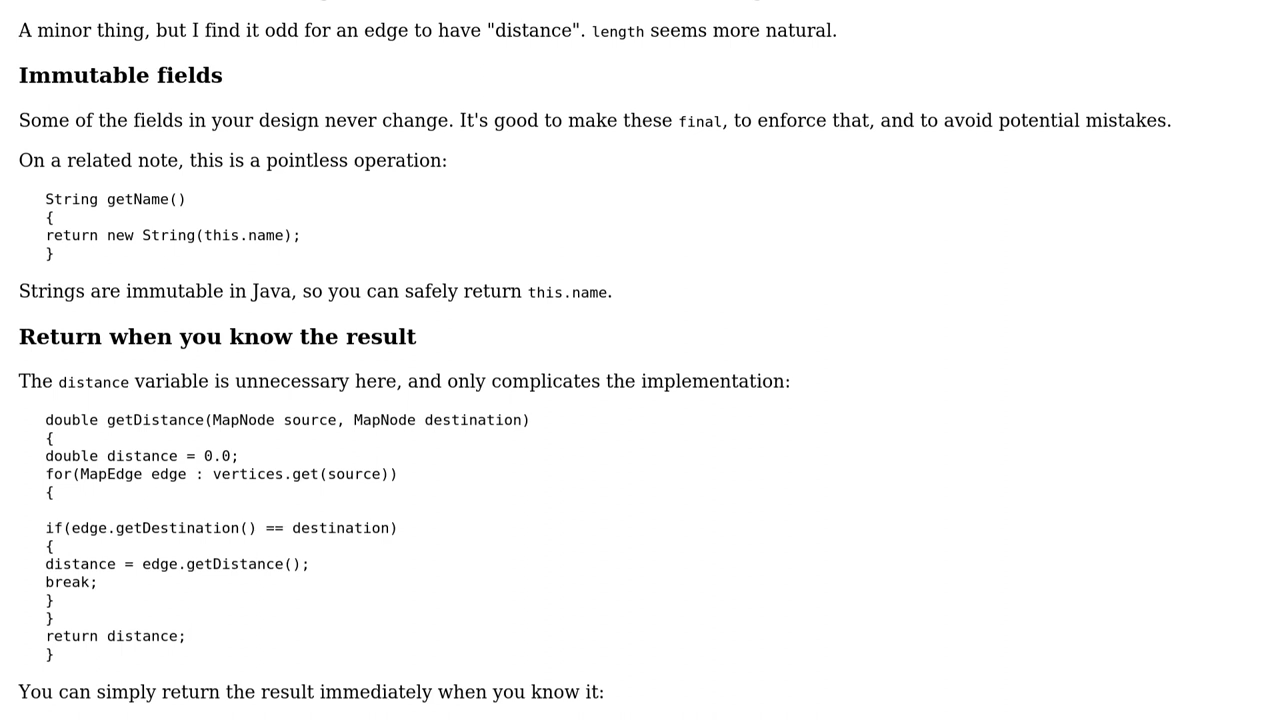 A minor thing, but I find it odd for an edge to have "distance". length seems more natural.
Immutable fields
Some of the fields in your design never change. It's good to make these final, to enforce that, and to avoid potential mistakes.
On a related note, this is a pointless operation:
String getName()
{
return new String(this.name);
}
Strings are immutable in Java, so you can safely return this.name.
Return when you know the result
The distance variable is unnecessary here, and only complicates the implementation:
double getDistance(MapNode source, MapNode destination)
{
double distance = 0.0;
for(MapEdge edge : vertices.get(source))
{
if(edge.getDestination() == destination)
{
distance = edge.getDistance();
break;
}
}
return distance;
}
You can simply return the result immediately when you know it: